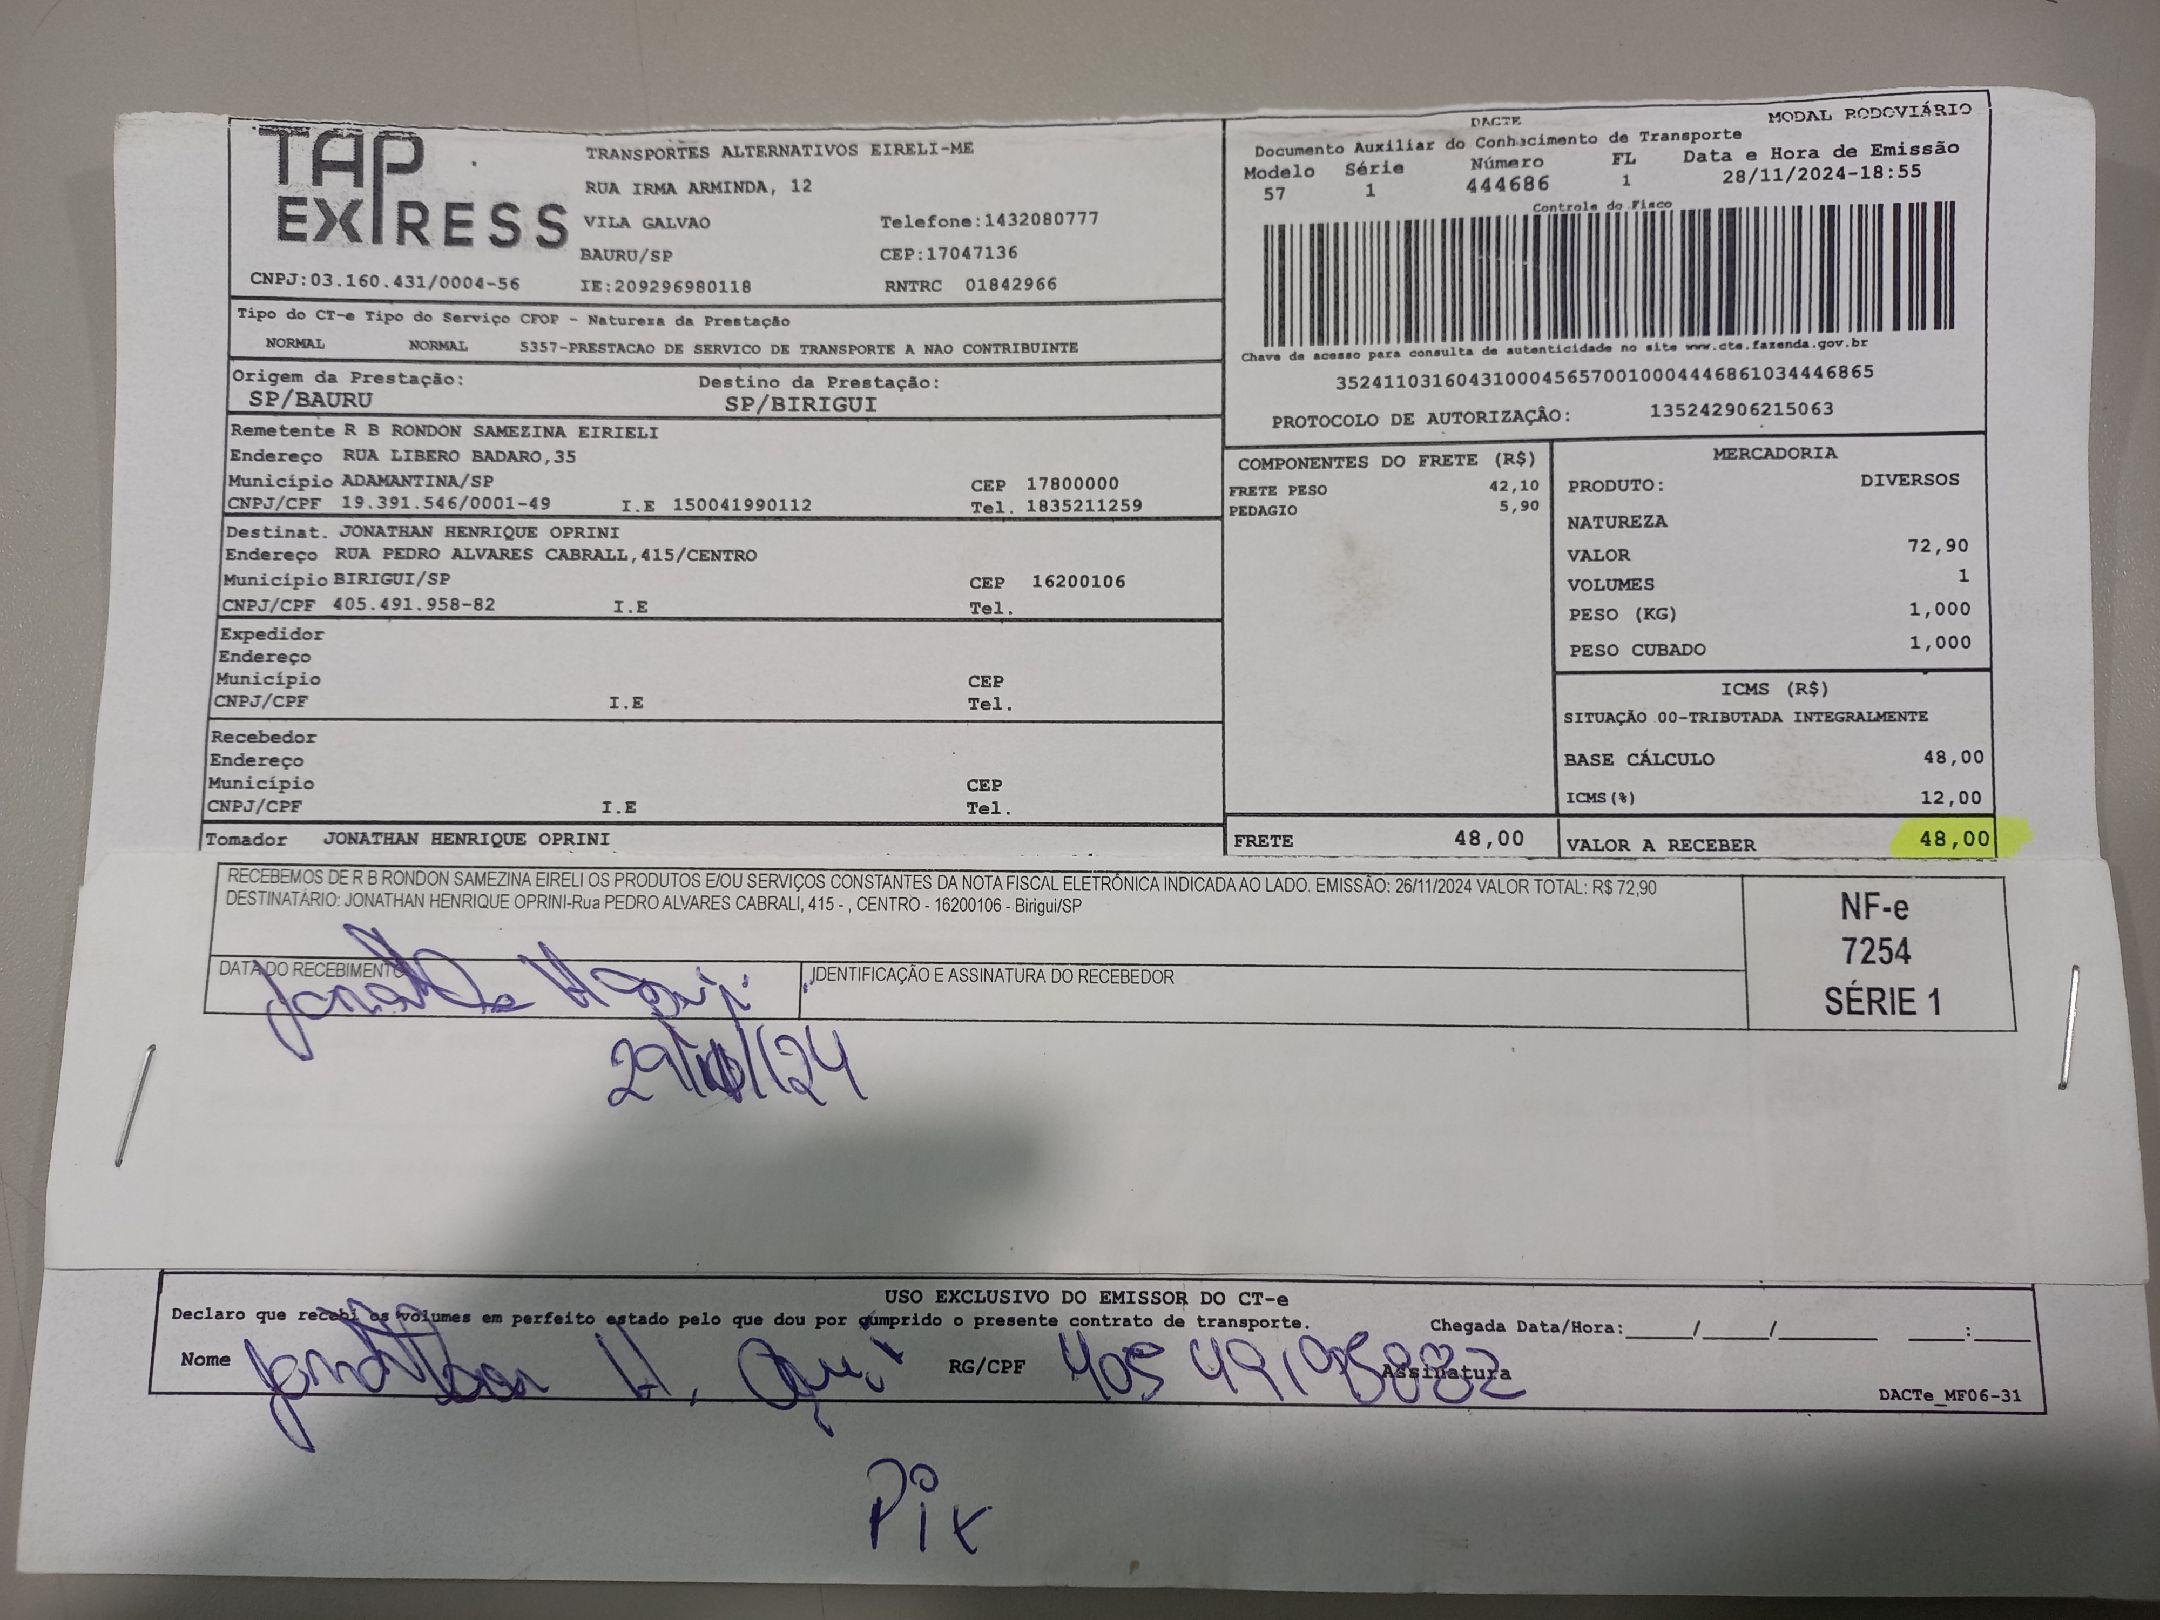 TAP EXPRESS
TRANSPORTES ALTERNATIVOS EIRELI-ME
RUA IRMA ARMINDA, 12
VILA GALVAO Telefone:1432080777
BAURU/SP CEP:17047136
CNPJ:03.160.431/0004-56 IE:209296980118 RNTRC 01842966
DACTE MODAL RODOVIÁRIO
Documento Auxiliar do Conhecimento de Transporte
Modelo Série Número FL Data e Hora de Emissão
57 1 444686 1 28/11/2024-18:55
Controle do Fisco
Chave de acesso para consulta de autenticidade no site www.cte.fazenda.gov.br
35241103160431000456570010004446861034446865
PROTOCOLO DE AUTORIZAÇÃO: 135242906215063
Tipo do CT-e Tipo do Serviço CFOP - Natureza da Prestação
NORMAL NORMAL 5357-PRESTACAO DE SERVICO DE TRANSPORTE A NAO CONTRIBUINTE
Origem da Prestação: Destino da Prestação:
SP/BAURU SP/BIRIGUI
Remetente R B RONDON SAMEZINA EIRIELI
Endereço RUA LIBERO BADARO,35
Município ADAMANTINA/SP CEP 17800000
CNPJ/CPF 19.391.546/0001-49 I.E 150041990112 Tel. 1835211259
Destinat. JONATHAN HENRIQUE OPRINI
Endereço RUA PEDRO ALVARES CABRALL,415/CENTRO
Município BIRIGUI/SP CEP 16200106
CNPJ/CPF 405.491.958-82 I.E Tel.
Expedidor
Endereço
Município CEP
CNPJ/CPF I.E Tel.
Recebedor
Endereço
Município CEP
CNPJ/CPF I.E Tel.
Tomador JONATHAN HENRIQUE OPRINI
COMPONENTES DO FRETE (R$)
FRETE PESO 42,10
PEDAGIO 5,90
FRETE 48,00
MERCADORIA
PRODUTO: DIVERSOS
NATUREZA
VALOR 72,90
VOLUMES 1
PESO (KG) 1,000
PESO CUBADO 1,000
ICMS (R$)
SITUAÇÃO 00-TRIBUTADA INTEGRALMENTE
BASE CÁLCULO 48,00
ICMS(%) 12,00
VALOR A RECEBER 48,00
RECEBEMOS DE R B RONDON SAMEZINA EIRELI OS PRODUTOS E/OU SERVIÇOS CONSTANTES DA NOTA FISCAL ELETRÔNICA INDICADA AO LADO. EMISSÃO: 26/11/2024 VALOR TOTAL: R$ 72,90
DESTINATÁRIO: JONATHAN HENRIQUE OPRINI-Rua PEDRO ALVARES CABRALl, 415 - , CENTRO - 16200106 - Birigui/SP
DATA DO RECEBIMENTO IDENTIFICAÇÃO E ASSINATURA DO RECEBEDOR
NF-e
7254
SÉRIE 1
USO EXCLUSIVO DO EMISSOR DO CT-e
Declaro que recebi os volumes em perfeito estado pelo que dou por cumprido o presente contrato de transporte. Chegada Data/Hora:_____/_____/_______ ____:____
Nome Jonathan H. RG/CPF 40549195882 Assinatura
DACTe_MF06-31
Pix